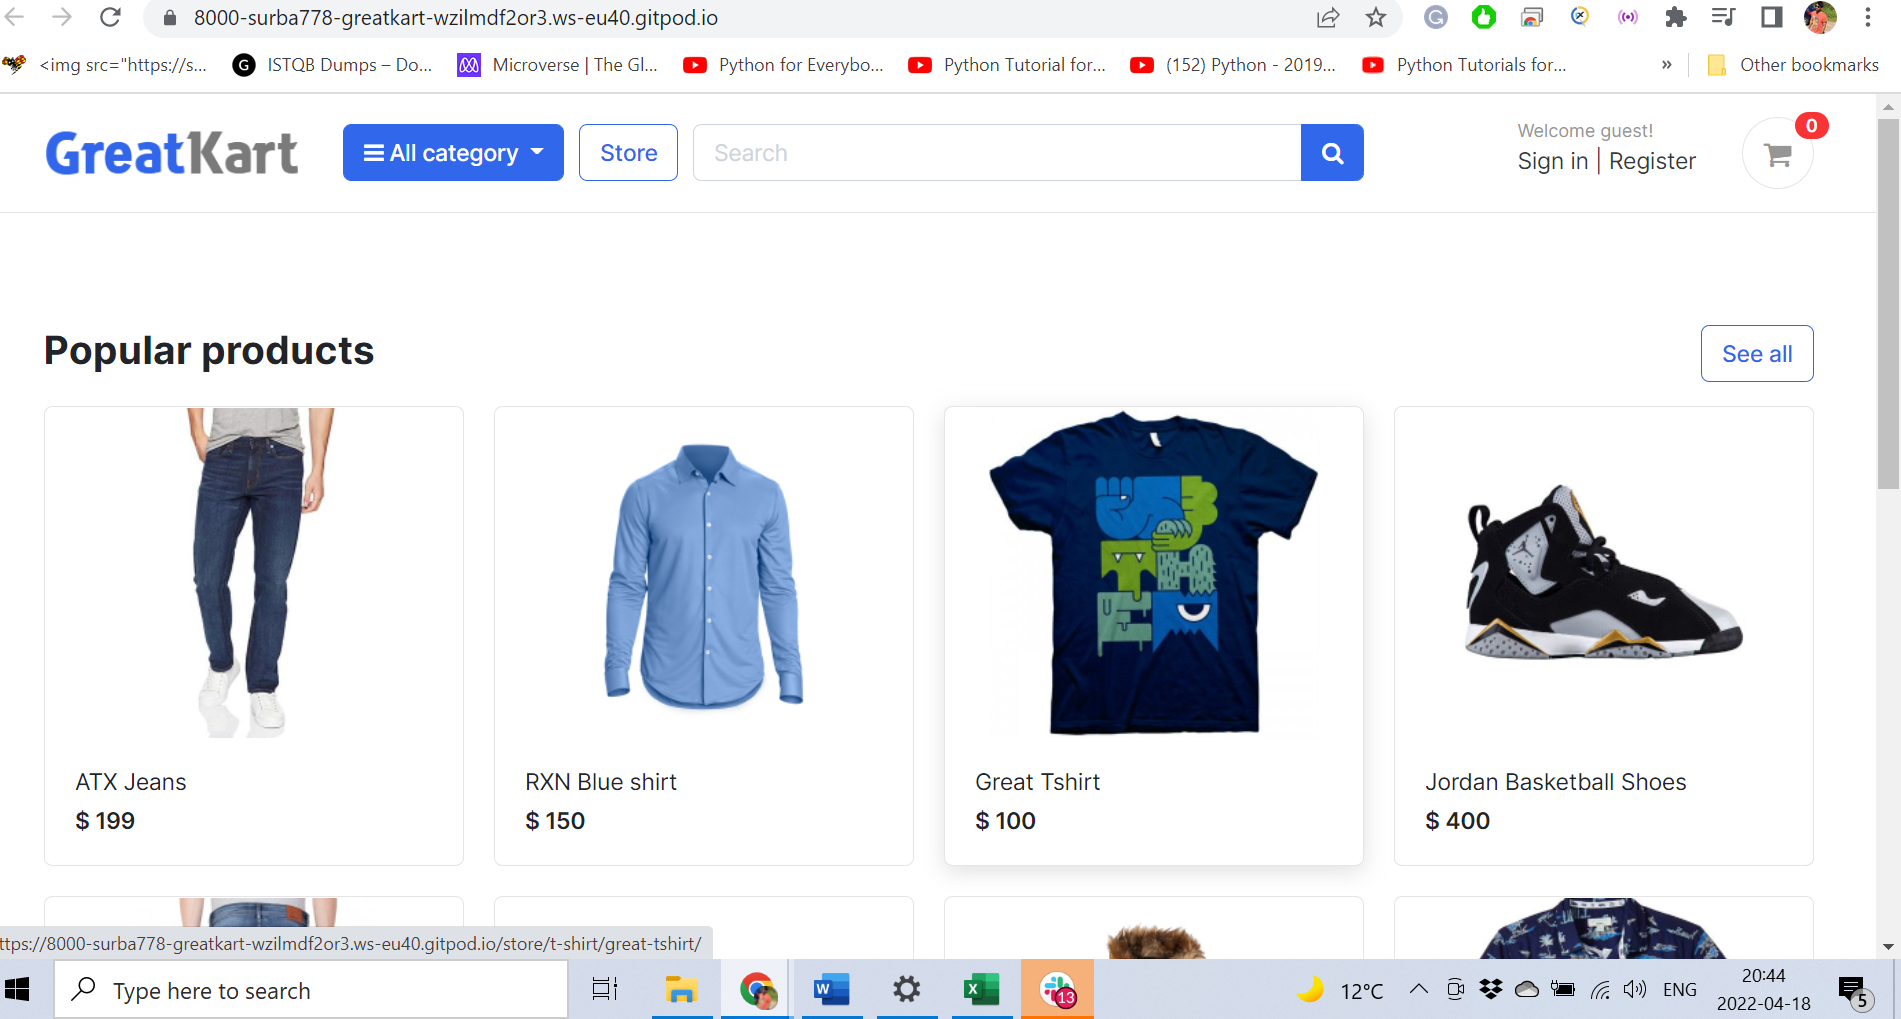 8000-surba778-greatkart-wzilmdf2or3.ws-eu40.gitpod.io
<img src="https://s...
G
ISTQB Dumps – Do...
Microverse | The Gl...
Python for Everybo...
Python Tutorial for...
(152) Python - 2019...
Python Tutorials for...
»
Other bookmarks
GreatKart
All category
Store
Search
Welcome guest!
Sign in | Register
0
Popular products
See all
ATX Jeans
$ 199
RXN Blue shirt
$ 150
Great Tshirt
$ 100
Jordan Basketball Shoes
$ 400
ttps://8000-surba778-greatkart-wzilmdf2or3.ws-eu40.gitpod.io/store/t-shirt/great-tshirt/
Type here to search
W
X
13
12°C
ENG
20:44
2022-04-18
5